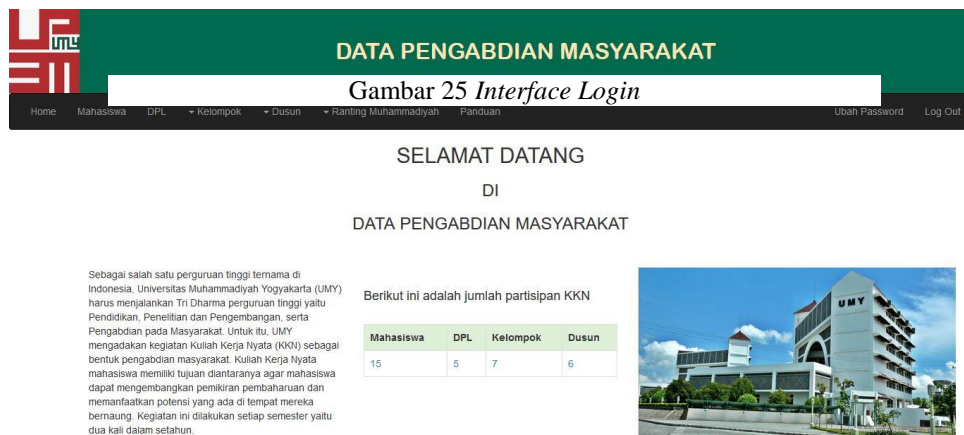 UMY
DATA PENGABDIAN MASYARAKAT
Gambar 25 Interface Login
Home Mahasiswa DPL Kelompok Dusun Ranting Muhammadiyah Panduan Ubah Password Log Out
SELAMAT DATANG
DI
DATA PENGABDIAN MASYARAKAT
Sebagai salah satu perguruan tinggi ternama di
Indonesia, Universitas Muhammadiyah Yogyakarta (UMY)
harus menjalankan Tri Dharma perguruan tinggi yaitu
Pendidikan, Penelitian dan Pengembangan, serta
Pengabdian pada Masyarakat. Untuk itu, UMY
mengadakan kegiatan Kuliah Kerja Nyata (KKN) sebagai
bentuk pengabdian masyarakat. Kuliah Kerja Nyata
mahasiswa memiliki tujuan diantaranya agar mahasiswa
dapat mengembangkan pemikiran pembaharuan dan
memanfaatkan potensi yang ada di tempat mereka
bernaung. Kegiatan ini dilakukan setiap semester yaitu
dua kali dalam setahun.
Berikut ini adalah jumlah partisipan KKN
Mahasiswa DPL Kelompok Dusun
15 5 7 6
UMY